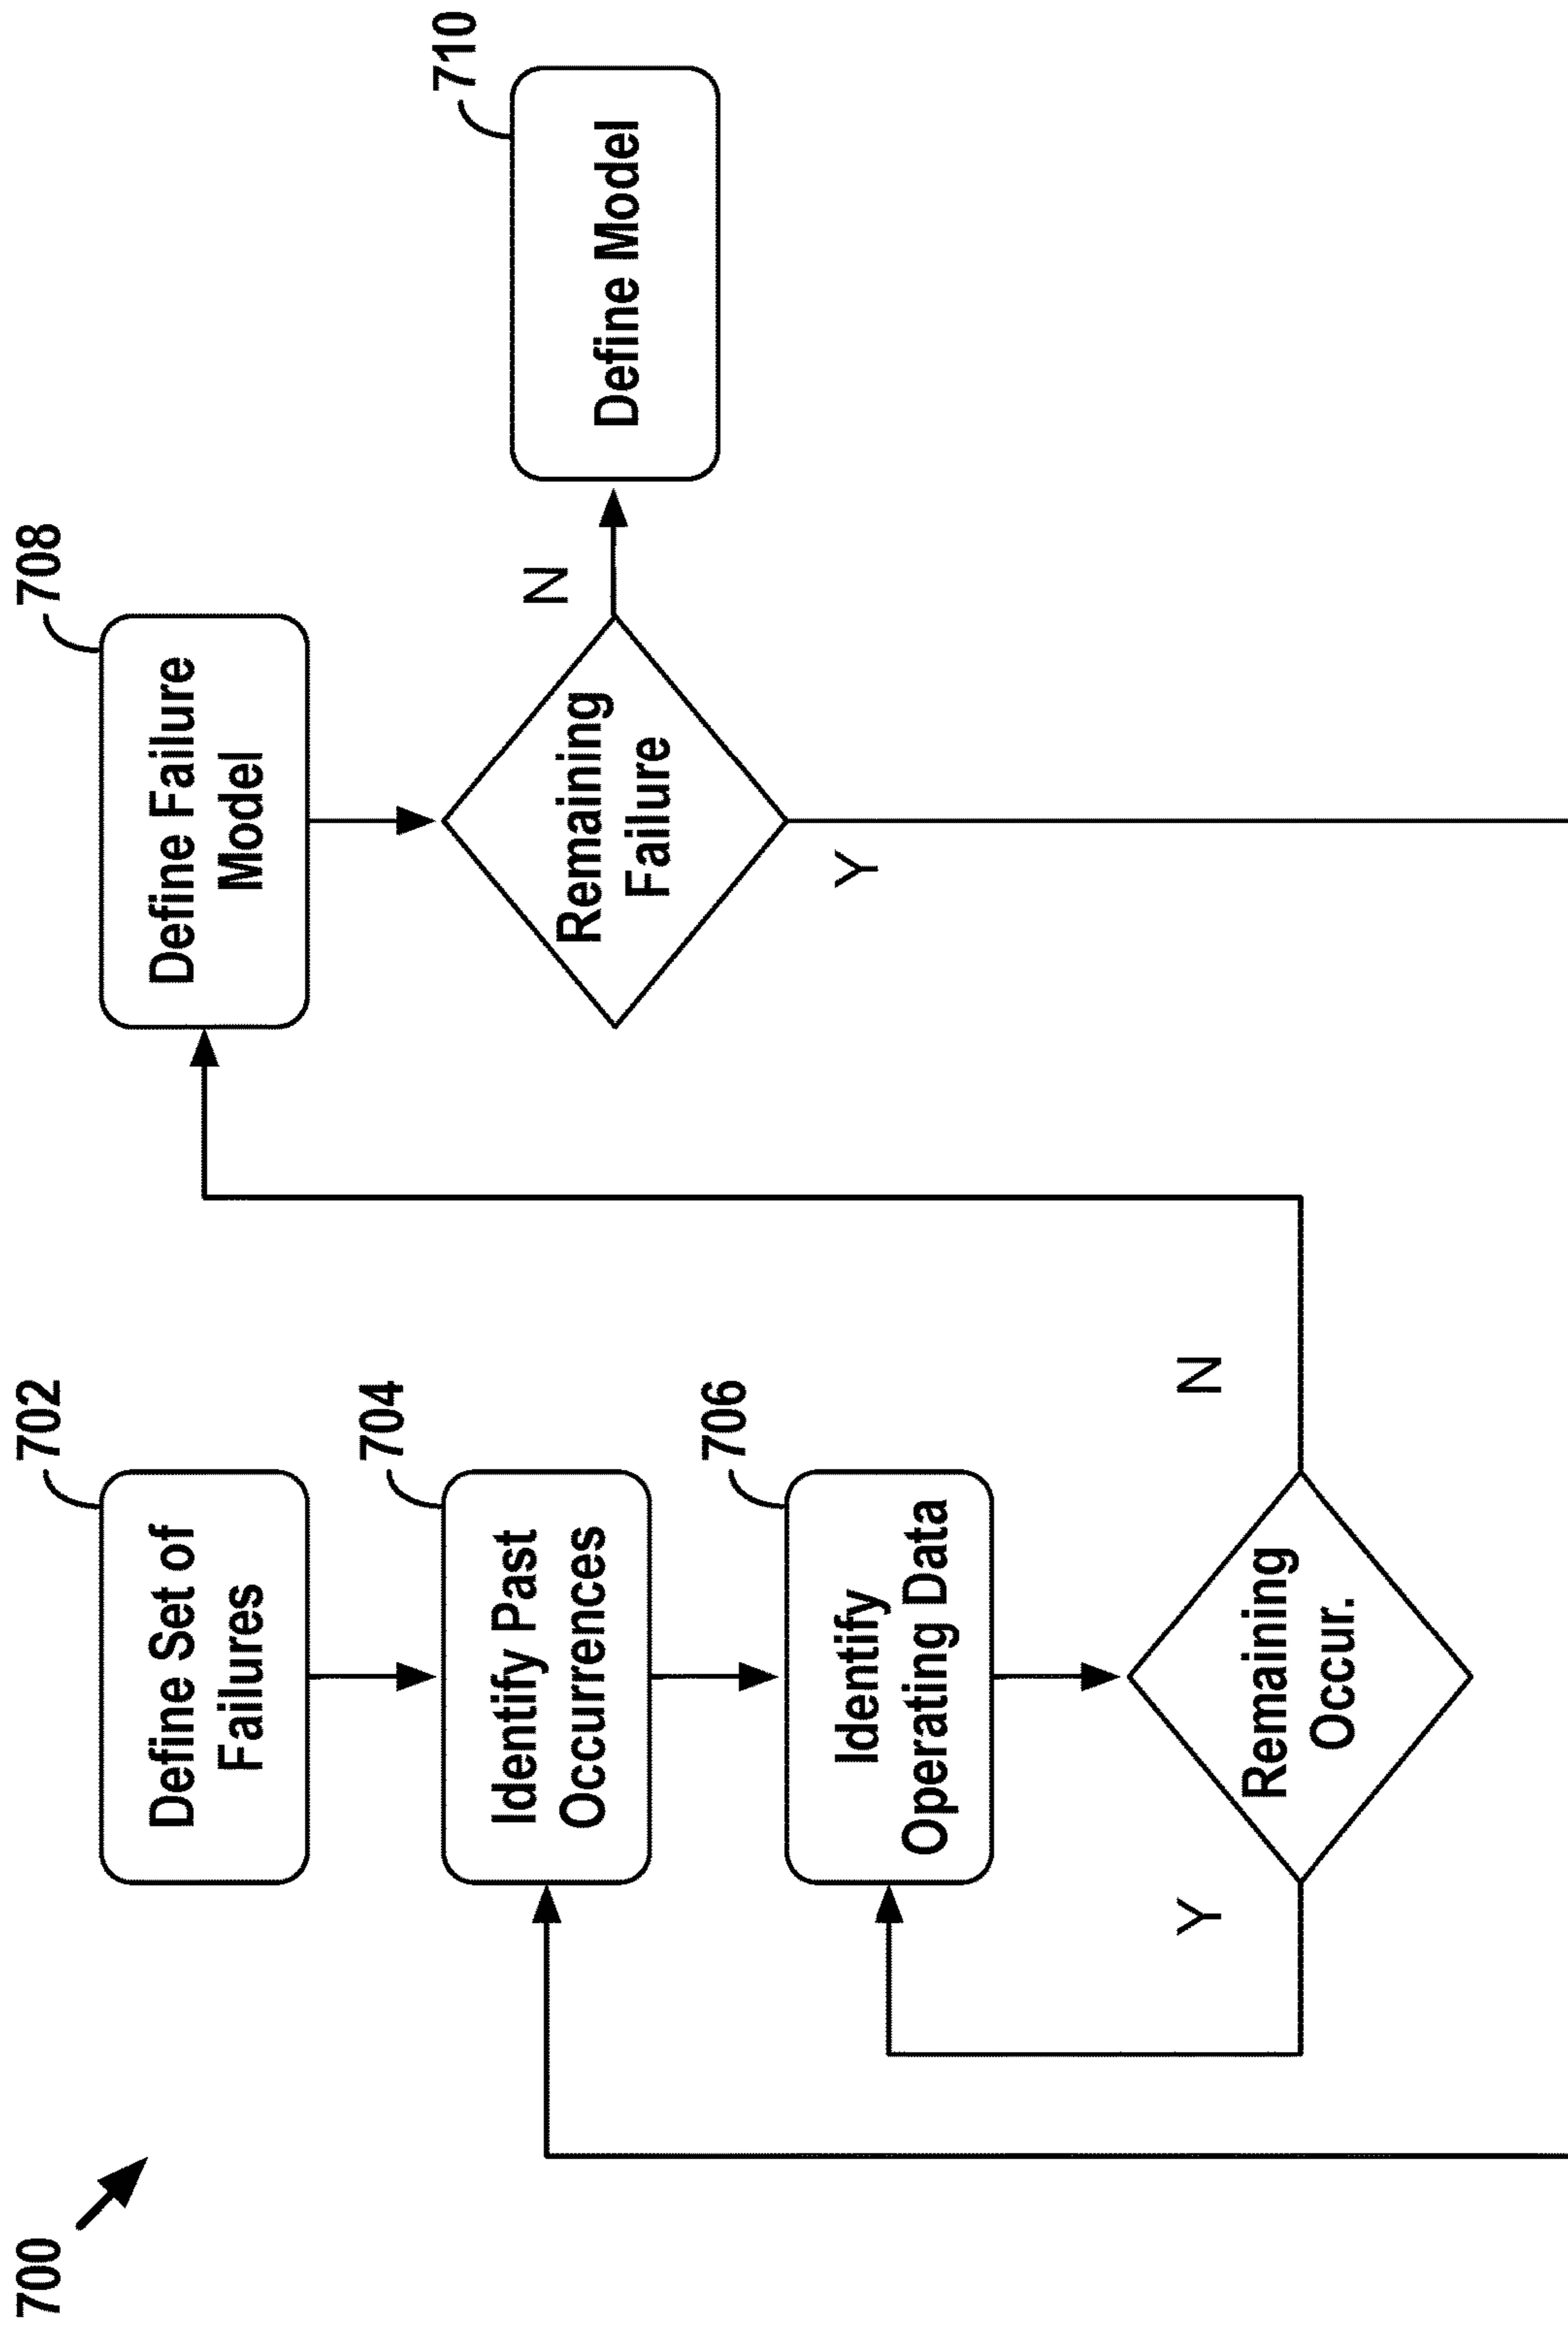 700
702
Define Set of
Failures
704
Identify Past
Occurrences
706
Identify
Operating Data
Remaining
Occur.
Y
N
708
Define Failure
Model
Remaining
Failure
Y
N
710
Define Model